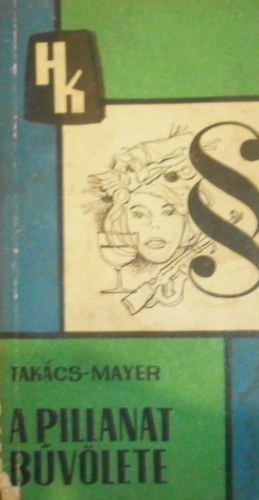 HK
§
TAKÁCS-MAYER
A PILLANAT
BŰVÖLETE